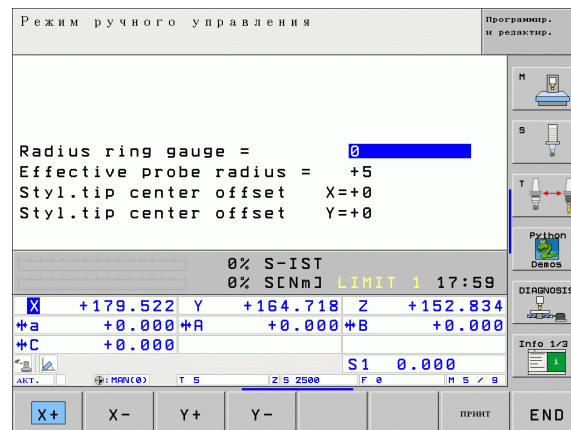 Режим ручного управления
Программир.
и редактир.
M
S
T
Python
Demos
DIAGNOSIS
Info 1/3
Radius ring gauge = 0
Effective probe radius = +5
Styl.tip center offset X=+0
Styl.tip center offset Y=+0
0% S-IST
0% S[Nm] LIMIT 1 17:59
X +179.522 Y +164.718 Z +152.834
a +0.000 A +0.000 B +0.000
C +0.000
S1 0.000
АКТ. : MAN(0) T 5 Z S 2500 F 0 M 5 / 9
X+ X- Y+ Y- ПРИНТ END